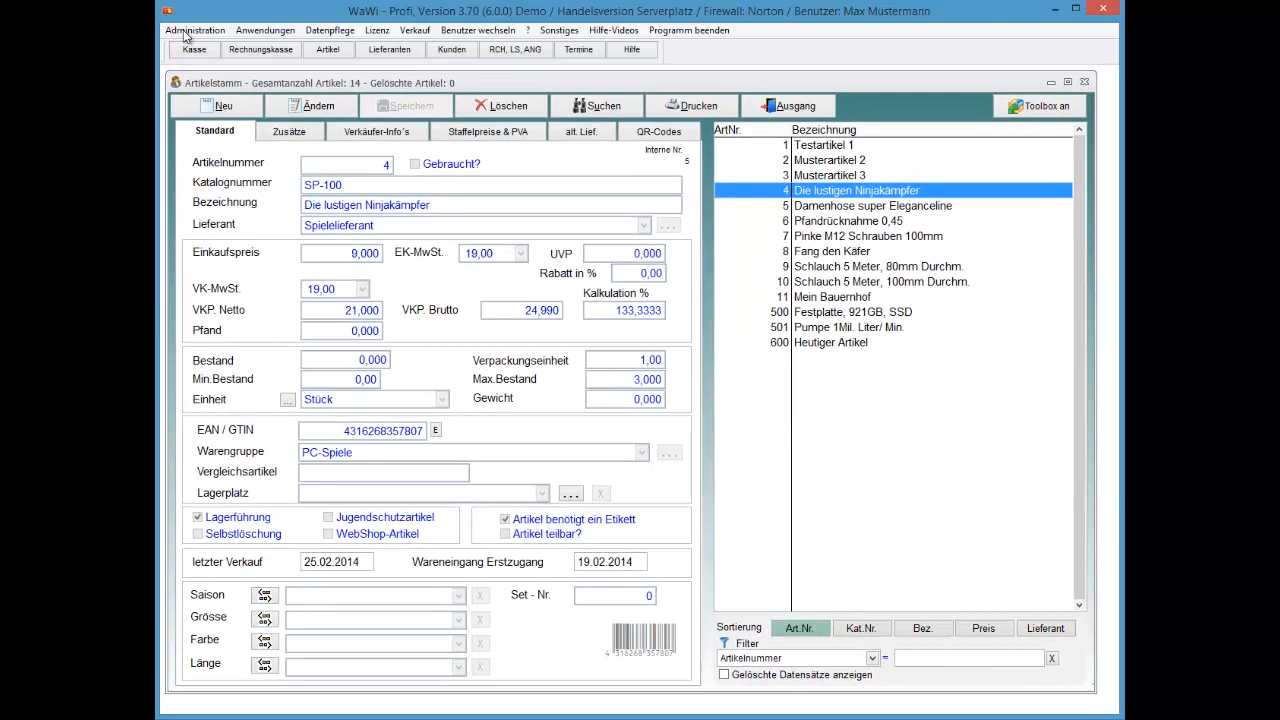 WaWi - Profi, Version 3.70 (6.0.0) Demo / Handelsversion Serverplatz / Firewall: Norton / Benutzer: Max Mustermann
Administration Anwendungen Datenpflege Lizenz Verkauf Benutzer wechseln ? Sonstiges Hilfe-Videos Programm beenden
Kasse Rechnungskasse Artikel Lieferanten Kunden RCH, LS, ANG Termine Hilfe
Artikelstamm - Gesamtanzahl Artikel: 14 - Gelöschte Artikel: 0
Neu Ändern Speichern Löschen Suchen Drucken Ausgang Toolbox an
Standard Zusätze Verkäufer-Info´s Staffelpreise & PVA alt. Lief. QR-Codes
Interne Nr.
5
Artikelnummer 4 Gebraucht?
Katalognummer SP-100
Bezeichnung Die lustigen Ninjakämpfer
Lieferant Spielelieferant ...
Einkaufspreis 9,000 EK-MwSt. 19,00 UVP 0,000
Rabatt in % 0,00
VK-MwSt. 19,00 Kalkulation %
VKP. Netto 21,000 VKP. Brutto 24,990 133,3333
Pfand 0,000
Bestand 0,000 Verpackungseinheit 1,00
Min.Bestand 0,00 Max.Bestand 3,000
Einheit ... Stück Gewicht 0,000
EAN / GTIN 4316268357807 E
Warengruppe PC-Spiele ...
Vergleichsartikel
Lagerplatz ... X
Lagerführung Jugendschutzartikel Artikel benötigt ein Etikett
Selbstlöschung WebShop-Artikel Artikel teilbar?
letzter Verkauf 25.02.2014 Wareneingang Erstzugang 19.02.2014
Saison X Set - Nr. 0
Grösse X
Farbe X
4 316268 357807
Länge X
ArtNr. Bezeichnung
1 Testartikel 1
2 Musterartikel 2
3 Musterartikel 3
4 Die lustigen Ninjakämpfer
5 Damenhose super Eleganceline
6 Pfandrücknahme 0,45
7 Pinke M12 Schrauben 100mm
8 Fang den Käfer
9 Schlauch 5 Meter, 80mm Durchm.
10 Schlauch 5 Meter, 100mm Durchm.
11 Mein Bauernhof
500 Festplatte, 921GB, SSD
501 Pumpe 1Mil. Liter/ Min.
600 Heutiger Artikel
Sortierung Art.Nr. Kat.Nr. Bez. Preis Lieferant
Filter
Artikelnummer = X
Gelöschte Datensätze anzeigen